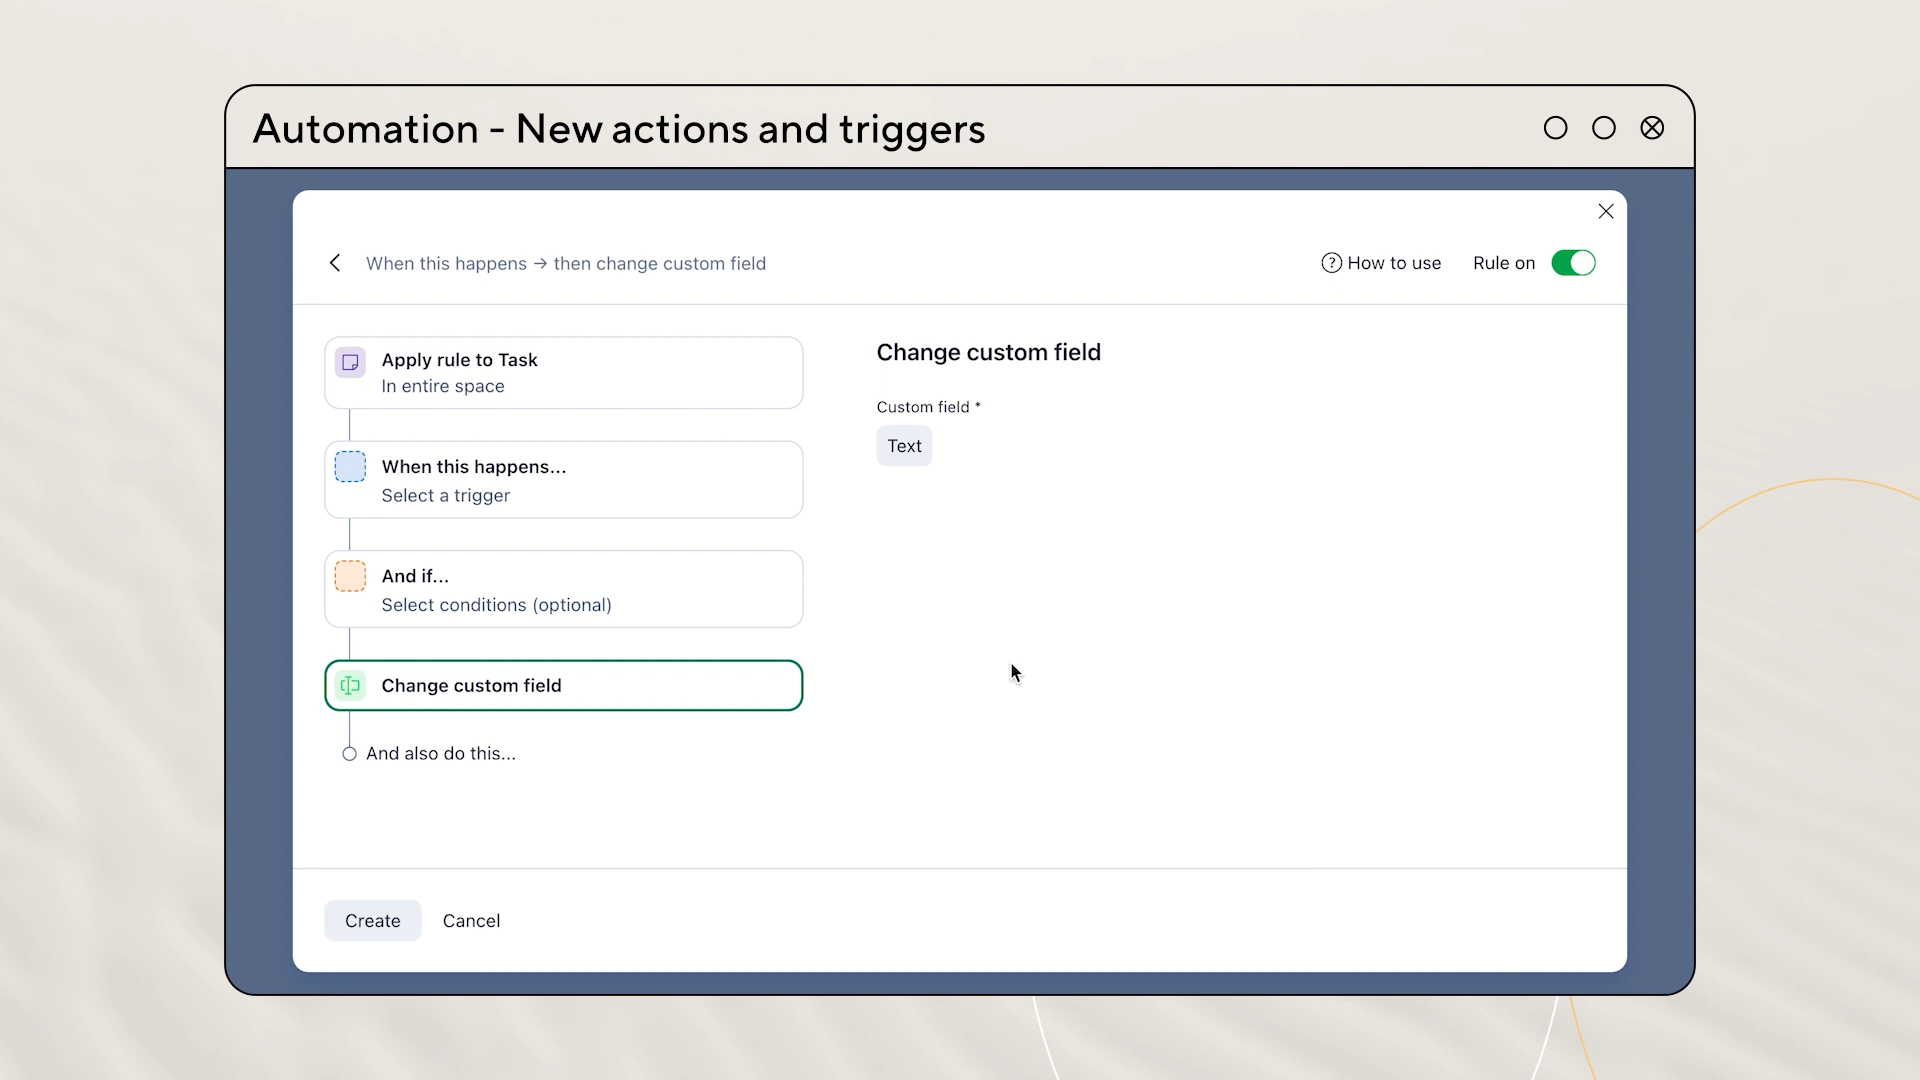 Automation - New actions and triggers
When this happens → then change custom field
? How to use
Rule on
Apply rule to Task
In entire space
When this happens...
Select a trigger
And if...
Select conditions (optional)
Change custom field
And also do this...
Change custom field
Custom field *
Text
Create
Cancel